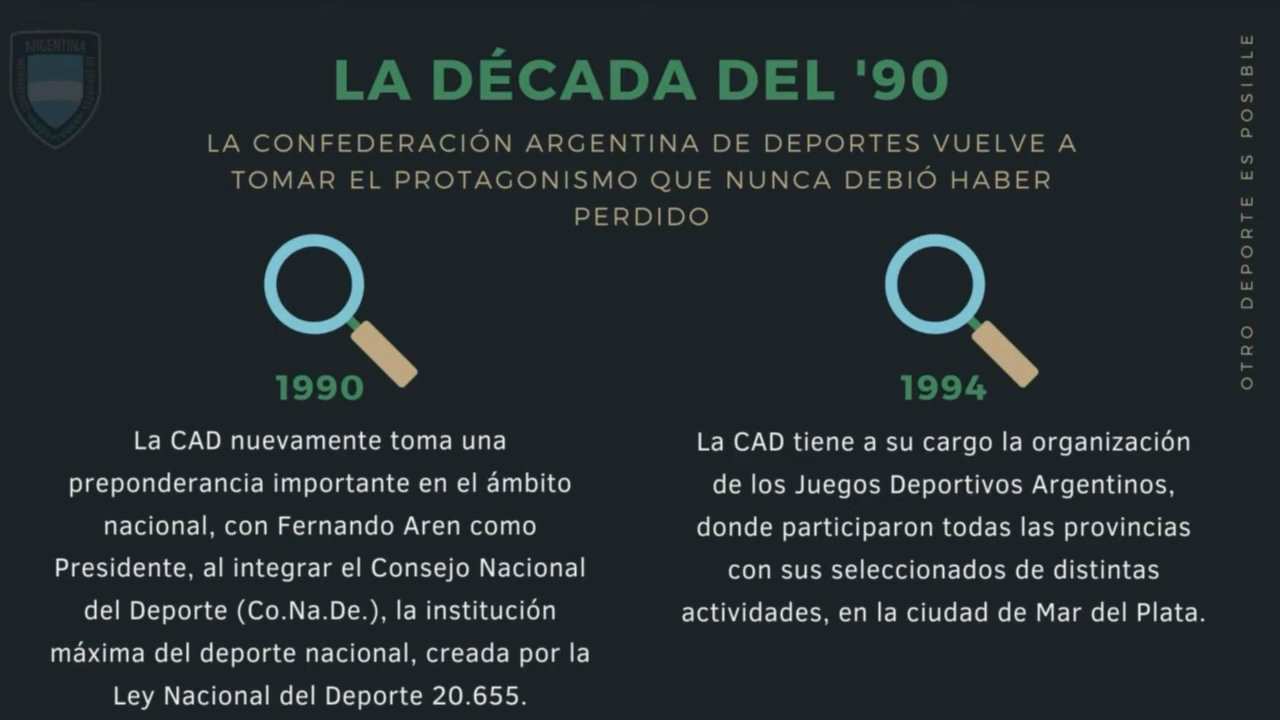 ARGENTINA
LA DÉCADA DEL '90
LA CONFEDERACIÓN ARGENTINA DE DEPORTES VUELVE A
TOMAR EL PROTAGONISMO QUE NUNCA DEBIÓ HABER
PERDIDO
1990
La CAD nuevamente toma una
preponderancia importante en el ámbito
nacional, con Fernando Aren como
Presidente, al integrar el Consejo Nacional
del Deporte (Co.Na.De.), la institución
máxima del deporte nacional, creada por la
Ley Nacional del Deporte 20.655.
1994
La CAD tiene a su cargo la organización
de los Juegos Deportivos Argentinos,
donde participaron todas las provincias
con sus seleccionados de distintas
actividades, en la ciudad de Mar del Plata.
OTRO DEPORTE ES POSIBLE